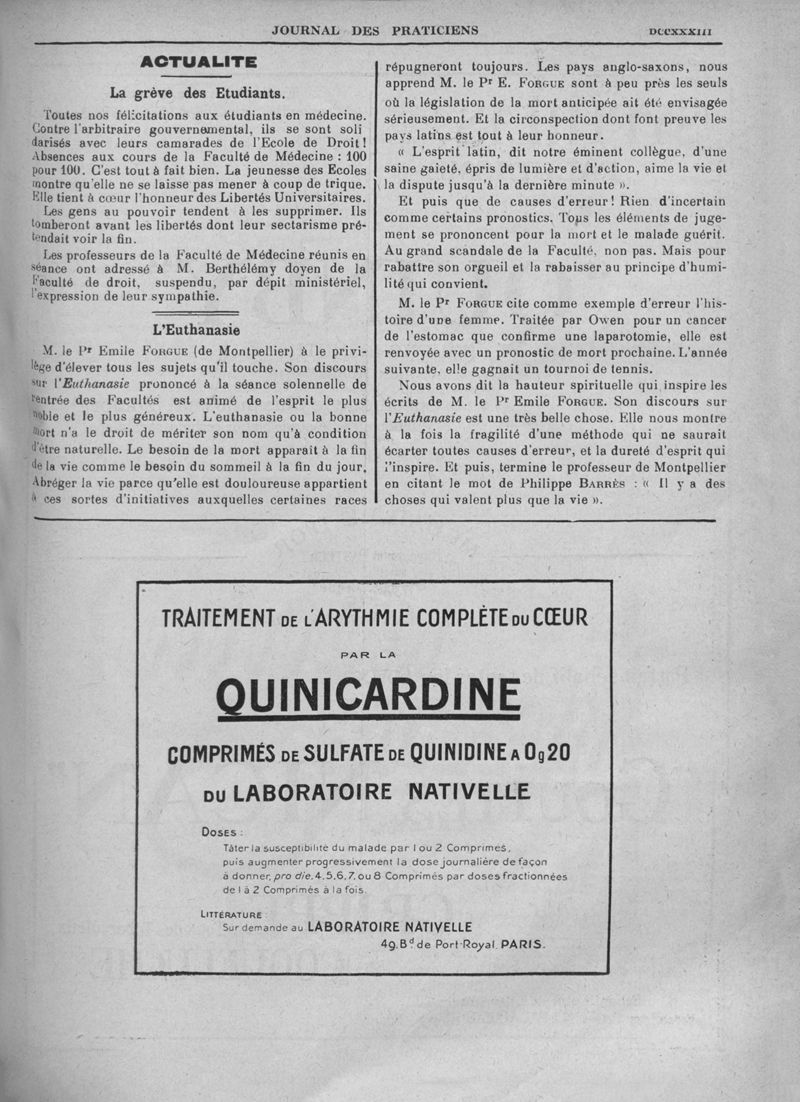 JOURNAL DES PRATICIENS
DCCXXXIII
ACTUALITE
La grève des Etudiants.
Toutes nos félicitations aux étudiants en médecine.
Contre l'arbitraire gouvernemental, ils se sont soli
darisés avec leurs camarades de l'Ecole de Droit!
Absences aux cours de la Faculté de Médecine : 100
pour 100. C'est tout à fait bien. La jeunesse des Ecoles
montre qu'elle ne se laisse pas mener à coup de trique.
Elle tient à cœur l'honneur des Libertés Universitaires.
Les gens au pouvoir tendent à les supprimer. Ils
tomberont avant les libertés dont leur sectarisme pré-
tendait voir la fin.
Les professeurs de la Faculté de Médecine réunis en
séance ont adressé à M. Berthélémy doyen de la
Faculté de droit, suspendu, par dépit ministériel,
l'expression de leur sympathie.
L'Euthanasie
M. le Pr Emile FORGUE (de Montpellier) à le privi-
lège d'élever tous les sujets qu'il touche. Son discours
sur l'Euthanasie prononcé à la séance solennelle de
rentrée des Facultés est animé de l'esprit le plus
noble et le plus généreux. L'euthanasie ou la bonne
mort n'a le droit de mériter son nom qu'à condition
d'être naturelle. Le besoin de la mort apparait à la fin
de la vie comme le besoin du sommeil à la fin du jour,
Abréger la vie parce qu'elle est douloureuse appartient
à ces sortes d'initiatives auxquelles certaines races
répugneront toujours. Les pays anglo-saxons, nous
apprend M. le Pr E. FORGUE sont à peu près les seuls
où la législation de la mort anticipée ait été envisagée
sérieusement. Et la circonspection dont font preuve les
pays latins est tout à leur honneur.
« L'esprit latin, dit notre éminent collègue, d'une
saine gaieté, épris de lumière et d'action, aime la vie et
la dispute jusqu'à la dernière minute ».
Et puis que de causes d'erreur! Rien d'incertain
comme certains pronostics. Tous les éléments de juge-
ment se prononcent pour la mort et le malade guérit.
Au grand scandale de la Faculté, non pas. Mais pour
rabattre son orgueil et la rabaisser au principe d'humi-
lité qui convient.
M. le Pr FORGUE cite comme exemple d'erreur l'his-
toire d'une femme. Traitée par Owen pour un cancer
de l'estomac que confirme une laparotomie, elle est
renvoyée avec un pronostic de mort prochaine. L'année
suivante, elle gagnait un tournoi de tennis.
Nous avons dit la hauteur spirituelle qui inspire les
écrits de M. le Pr Emile FORGUE. Son discours sur
l'Euthanasie est une très belle chose. Elle nous montre
à la fois la fragilité d'une méthode qui ne saurait
écarter toutes causes d'erreur, et la dureté d'esprit qui
l'inspire. Et puis, termine le professeur de Montpellier
en citant le mot de Philippe BARRÈS : « Il y a des
choses qui valent plus que la vie ».
TRAITEMENT DE L'ARYTHMIE COMPLÈTE DU CŒUR
PAR LA
QUINICARDINE
COMPRIMÉS DE SULFATE DE QUINIDINE A 0g20
DU LABORATOIRE NATIVELLE
DOSES :
Tâter la susceptibilité du malade par 1 ou 2 Comprimés,
puis augmenter progressivement la dose journalière de façon
à donner, pro die, 4, 5, 6, 7, ou 8 Comprimés par doses fractionnées
de 1 à 2 Comprimés à la fois.
LITTÉRATURE :
Sur demande au LABORATOIRE NATIVELLE
49, Bd de Port-Royal, PARIS.